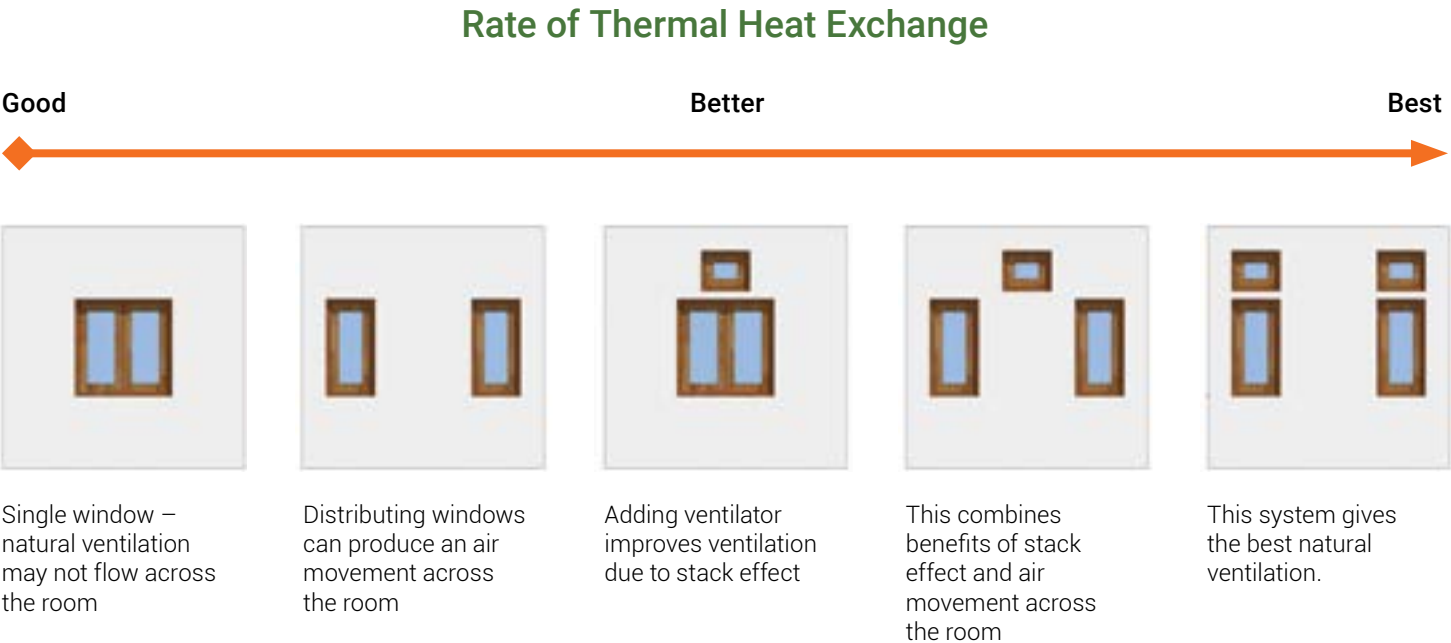 Rate of Thermal Heat Exchange
Good
Better
Best
Single window –
natural ventilation
may not flow across
the room
Distributing windows
can produce an air
movement across
the room
Adding ventilator
improves ventilation
due to stack effect
This combines
benefits of stack
effect and air
movement across
the room
This system gives
the best natural
ventilation.